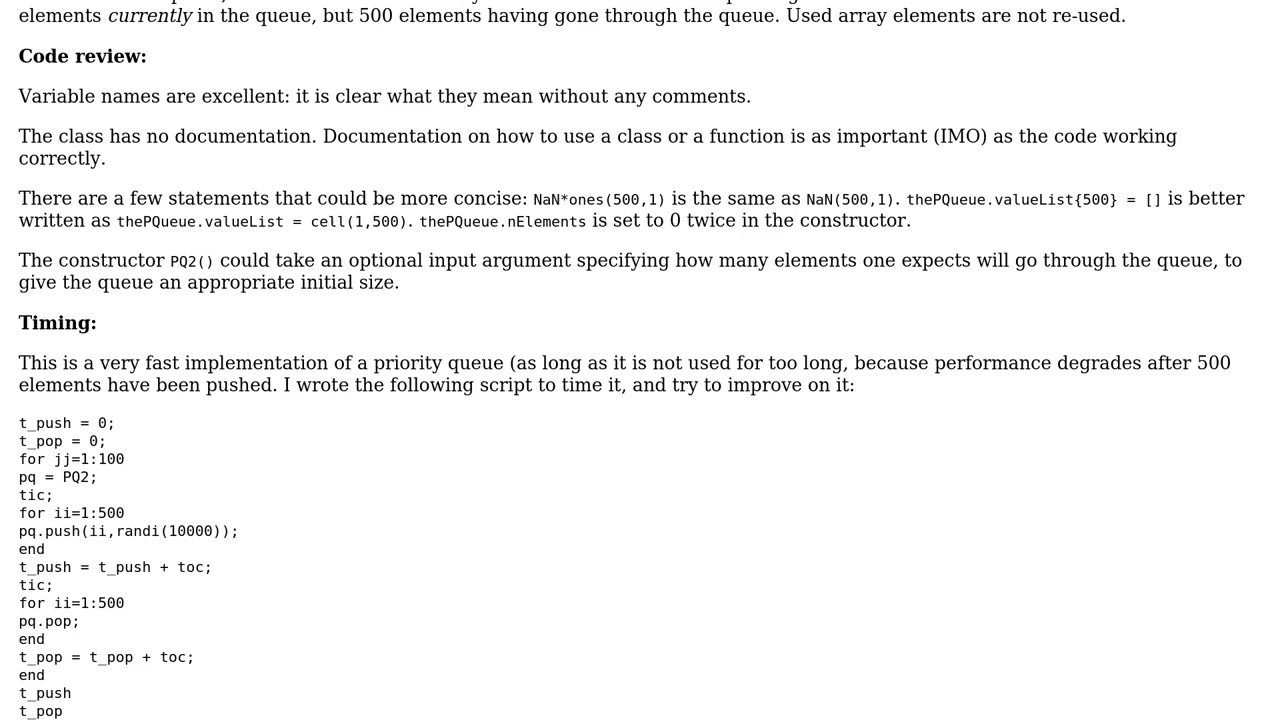 elements currently in the queue, but 500 elements having gone through the queue. Used array elements are not re-used.
Code review:
Variable names are excellent: it is clear what they mean without any comments.
The class has no documentation. Documentation on how to use a class or a function is as important (IMO) as the code working
correctly.
There are a few statements that could be more concise: NaN*ones(500,1) is the same as NaN(500,1). thePQueue.valueList{500} = [] is better
written as thePQueue.valueList = cell(1,500). thePQueue.nElements is set to 0 twice in the constructor.
The constructor PQ2() could take an optional input argument specifying how many elements one expects will go through the queue, to
give the queue an appropriate initial size.
Timing:
This is a very fast implementation of a priority queue (as long as it is not used for too long, because performance degrades after 500
elements have been pushed. I wrote the following script to time it, and try to improve on it:
t_push = 0;
t_pop = 0;
for jj=1:100
pq = PQ2;
tic;
for ii=1:500
pq.push(ii,randi(10000));
end
t_push = t_push + toc;
tic;
for ii=1:500
pq.pop;
end
t_pop = t_pop + toc;
end
t_push
t_pop